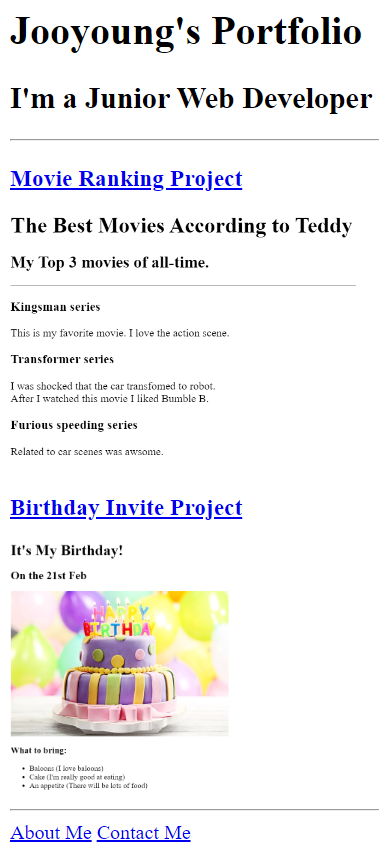 Jooyoung's Portfolio
I'm a Junior Web Developer
Movie Ranking Project
The Best Movies According to Teddy
My Top 3 movies of all-time.
Kingsman series
This is my favorite movie. I love the action scene.
Transformer series
I was shocked that the car transfomed to robot.
After I watched this movie I liked Bumble B.
Furious speeding series
Related to car scenes was awsome.
Birthday Invite Project
It's My Birthday!
On the 21st Feb
HAPPY
BIRTHDAY
What to bring:
Baloons (I love baloons)
Cake (I'm really good at eating)
An appetite (There will be lots of food)
About Me Contact Me